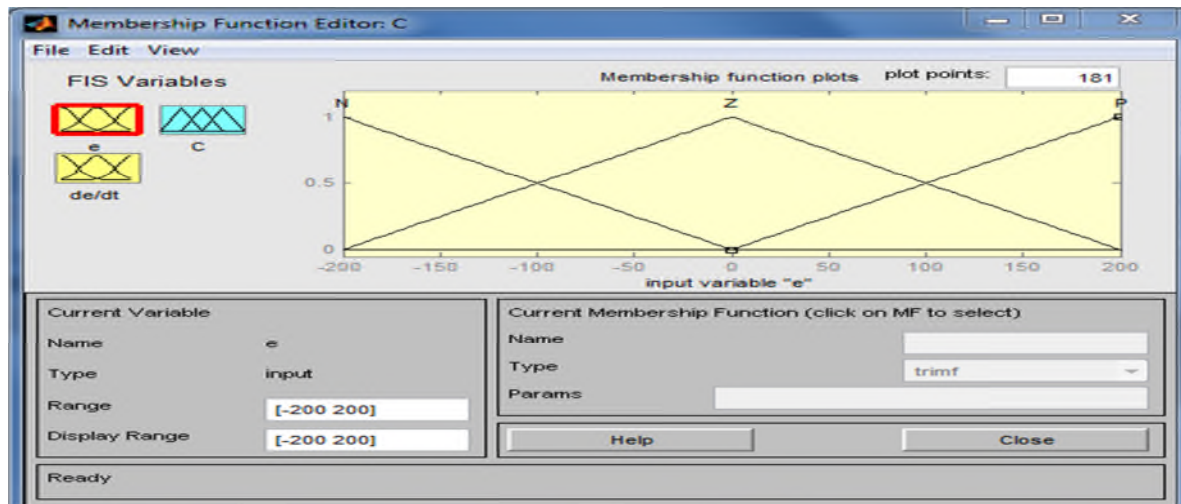 Membership Function Editor: C
File Edit View
FIS Variables
e
C
de/dt
Membership function plots
plot points:
181
N
Z
P
1
0.5
0
-200 -150 -100 -50 0 50 100 150 200
input variable "e"
Current Variable
Name e
Type input
Range [-200 200]
Display Range [-200 200]
Current Membership Function (click on MF to select)
Name
Type trimf
Params
Help
Close
Ready